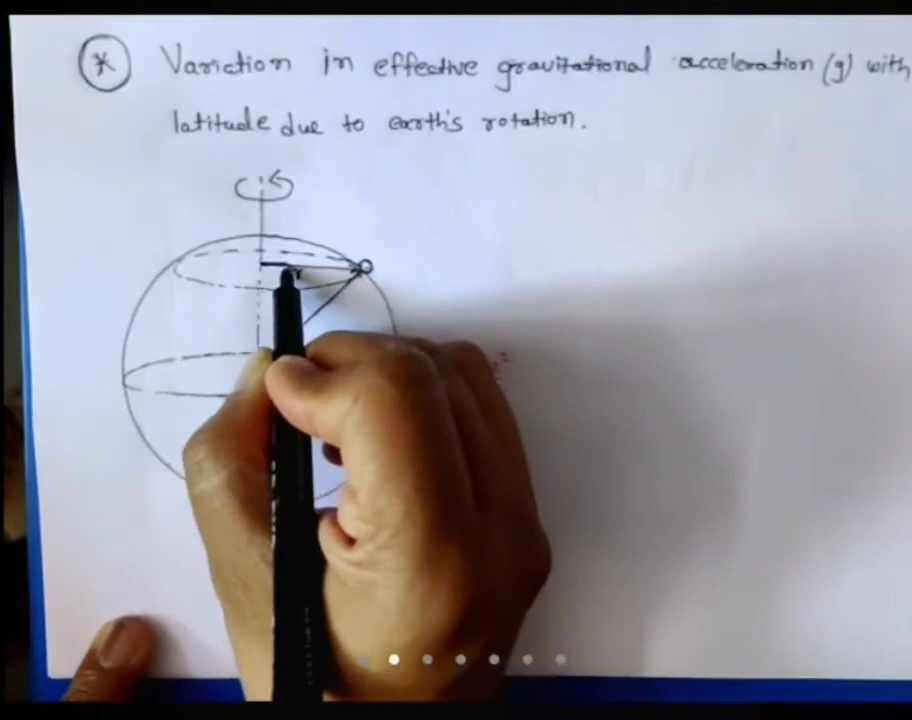 * Variation in effective gravitational acceleration (g) with
latitude due to earth's rotation.